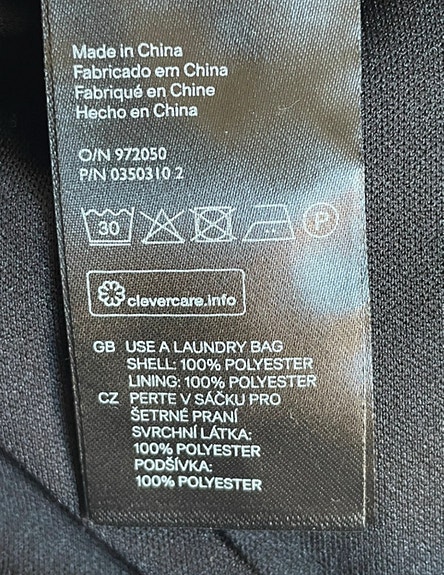 Made in China
Fabricado em China
Fabriqué en Chine
Hecho en China
O/N 972050
P/N 0350310 2
30 P
clevercare.info
GB USE A LAUNDRY BAG
SHELL: 100% POLYESTER
LINING: 100% POLYESTER
CZ PERTE V SÁČKU PRO
ŠETRNÉ PRANÍ
SVRCHNÍ LÁTKA:
100% POLYESTER
PODŠÍVKA:
100% POLYESTER